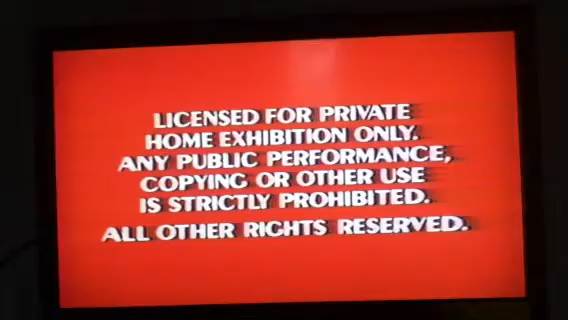 LICENSED FOR PRIVATE
HOME EXHIBITION ONLY.
ANY PUBLIC PERFORMANCE,
COPYING OR OTHER USE
IS STRICTLY PROHIBITED.
ALL OTHER RIGHTS RESERVED.